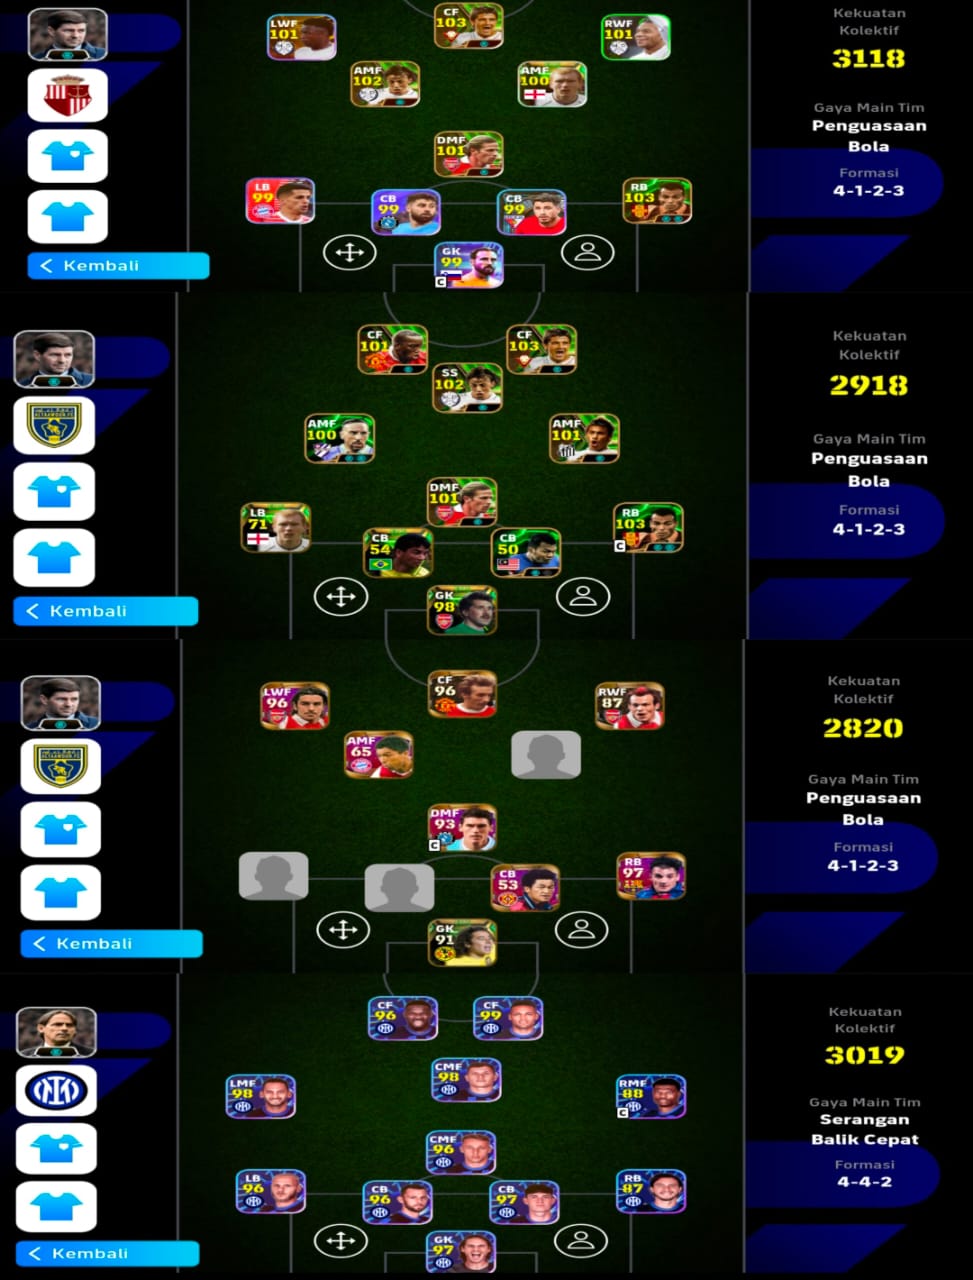 LWF
101
CF
103
RWF
101
AMF
102
AMF
100
DMF
101
LB
99
CB
99
CB
99
RB
103
GK
99
C
Kembali
Kekuatan
Kolektif
3118
Gaya Main Tim
Penguasaan
Bola
Formasi
4-1-2-3
CF
101
CF
103
SS
102
AMF
100
AMF
101
DMF
101
LB
71
CB
54
CB
50
RB
103
C
GK
98
Kembali
Kekuatan
Kolektif
2918
Gaya Main Tim
Penguasaan
Bola
Formasi
4-1-2-3
LWF
96
CF
96
RWF
87
AMF
65
DMF
93
C
CB
53
RB
97
GK
91
Kembali
Kekuatan
Kolektif
2820
Gaya Main Tim
Penguasaan
Bola
Formasi
4-1-2-3
CF
96
CF
99
LMF
98
CMF
98
RMF
88
C
CMF
96
LB
96
CB
96
CB
97
RB
87
GK
97
Kembali
Kekuatan
Kolektif
3019
Gaya Main Tim
Serangan
Balik Cepat
Formasi
4-4-2